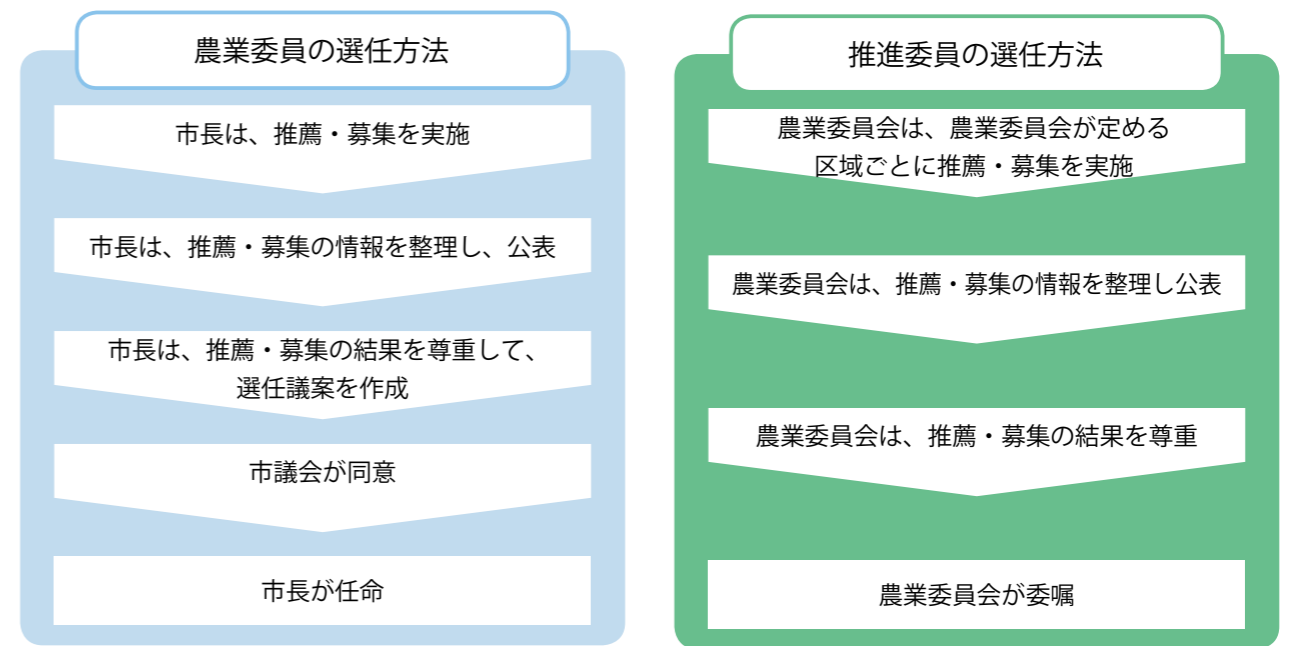 農業委員の選任方法
市長は、推薦・募集を実施
市長は、推薦・募集の情報を整理し、公表
市長は、推薦・募集の結果を尊重して、
選任議案を作成
市議会が同意
市長が任命
推進委員の選任方法
農業委員会は、農業委員会が定める
区域ごとに推薦・募集を実施
農業委員会は、推薦・募集の情報を整理し公表
農業委員会は、推薦・募集の結果を尊重
農業委員会が委嘱